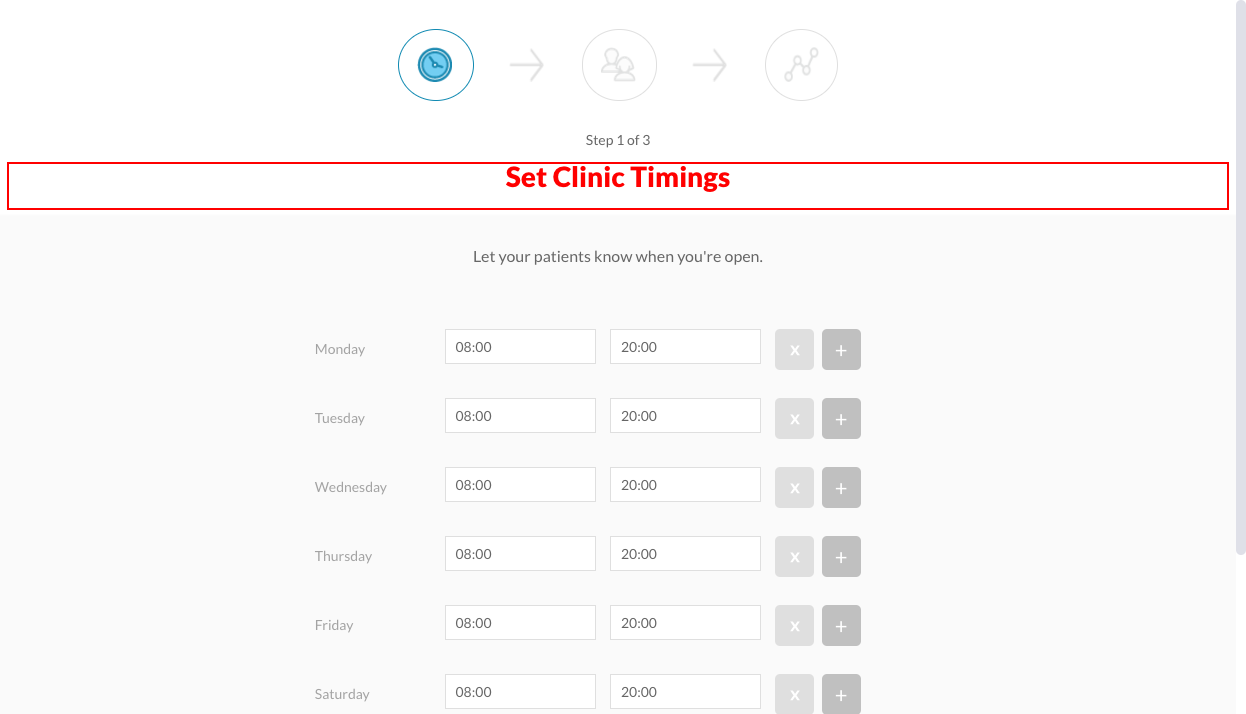 Step 1 of 3
Set Clinic Timings
Let your patients know when you're open.
Monday 08:00 20:00 x +
Tuesday 08:00 20:00 x +
Wednesday 08:00 20:00 x +
Thursday 08:00 20:00 x +
Friday 08:00 20:00 x +
Saturday 08:00 20:00 x +